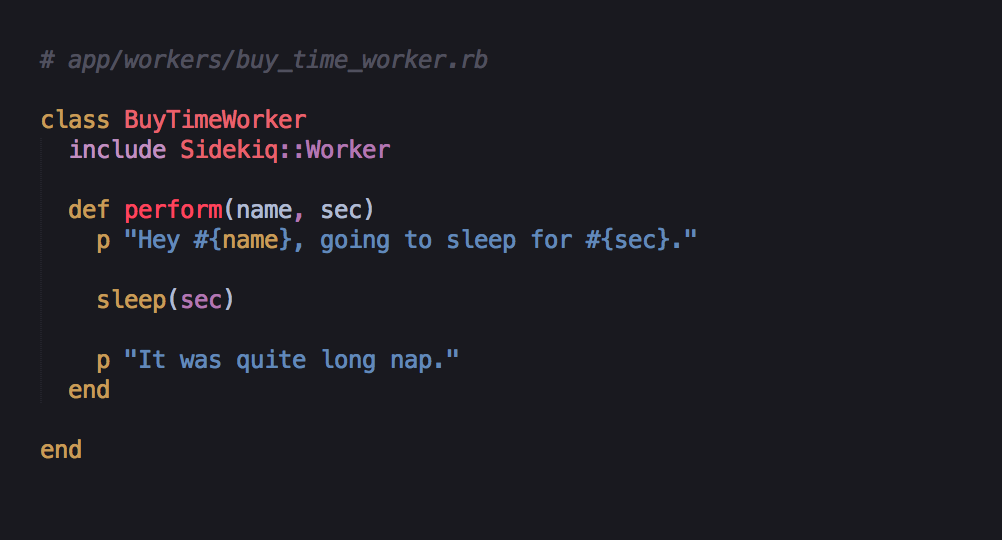 # app/workers/buy_time_worker.rb
class BuyTimeWorker
  include Sidekiq::Worker
  def perform(name, sec)
    p "Hey #{name}, going to sleep for #{sec}."
    sleep(sec)
    p "It was quite long nap."
  end
end